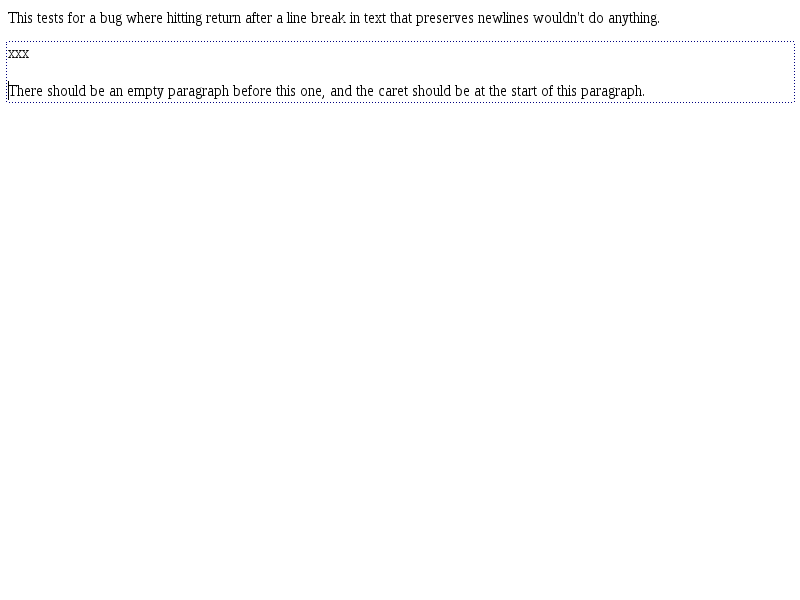 This tests for a bug where hitting return after a line break in text that preserves newlines wouldn't do anything.
xxx
There should be an empty paragraph before this one, and the caret should be at the start of this paragraph.